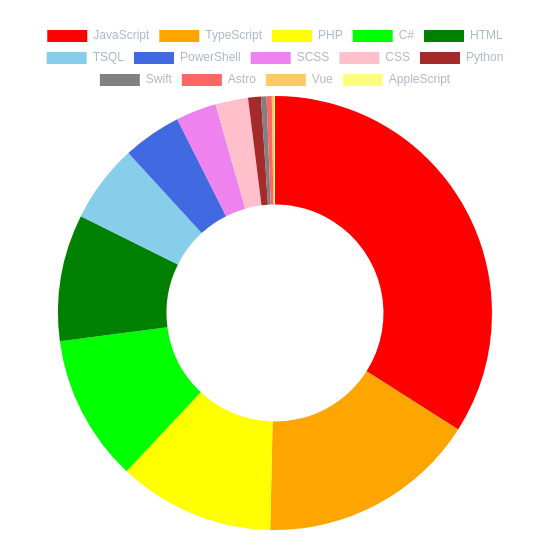 JavaScript TypeScript PHP C# HTML
TSQL PowerShell SCSS CSS Python
Swift Astro Vue AppleScript